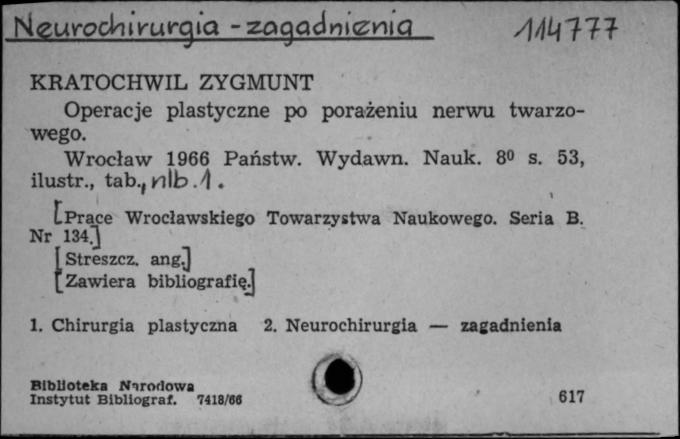 Neurochirurgia - zagadnienia 114777
KRATOCHWIL ZYGMUNT
Operacje plastyczne po porażeniu nerwu twarzo-
wego.
Wrocław 1966 Państw. Wydawn. Nauk. 8⁰ s. 53,
ilustr., tab., nlb. 1.
[Prace Wrocławskiego Towarzystwa Naukowego. Seria B.
Nr 134.]
[Streszcz. ang.]
[Zawiera bibliografię.]
1. Chirurgia plastyczna 2. Neurochirurgia — zagadnienia
Biblioteka Narodowa
Instytut Bibliograf. 7418/66 617